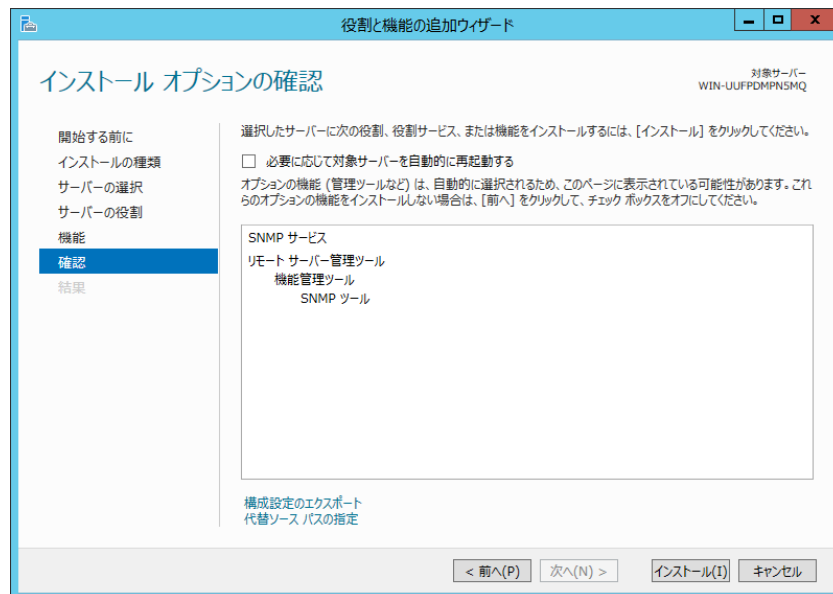 役割と機能の追加ウィザード
インストール オプションの確認
対象サーバー
WIN-UUFPDMPN5MQ
開始する前に
インストールの種類
サーバーの選択
サーバーの役割
機能
確認
結果
選択したサーバーに次の役割、役割サービス、または機能をインストールするには、[インストール] をクリックしてください。
必要に応じて対象サーバーを自動的に再起動する
オプションの機能 (管理ツールなど) は、自動的に選択されるため、このページに表示されている可能性があります。これ
らのオプションの機能をインストールしない場合は、[前へ] をクリックして、チェック ボックスをオフにしてください。
SNMP サービス
リモート サーバー管理ツール
機能管理ツール
SNMP ツール
構成設定のエクスポート
代替ソース パスの指定
< 前へ(P)
次へ(N) >
インストール(I)
キャンセル